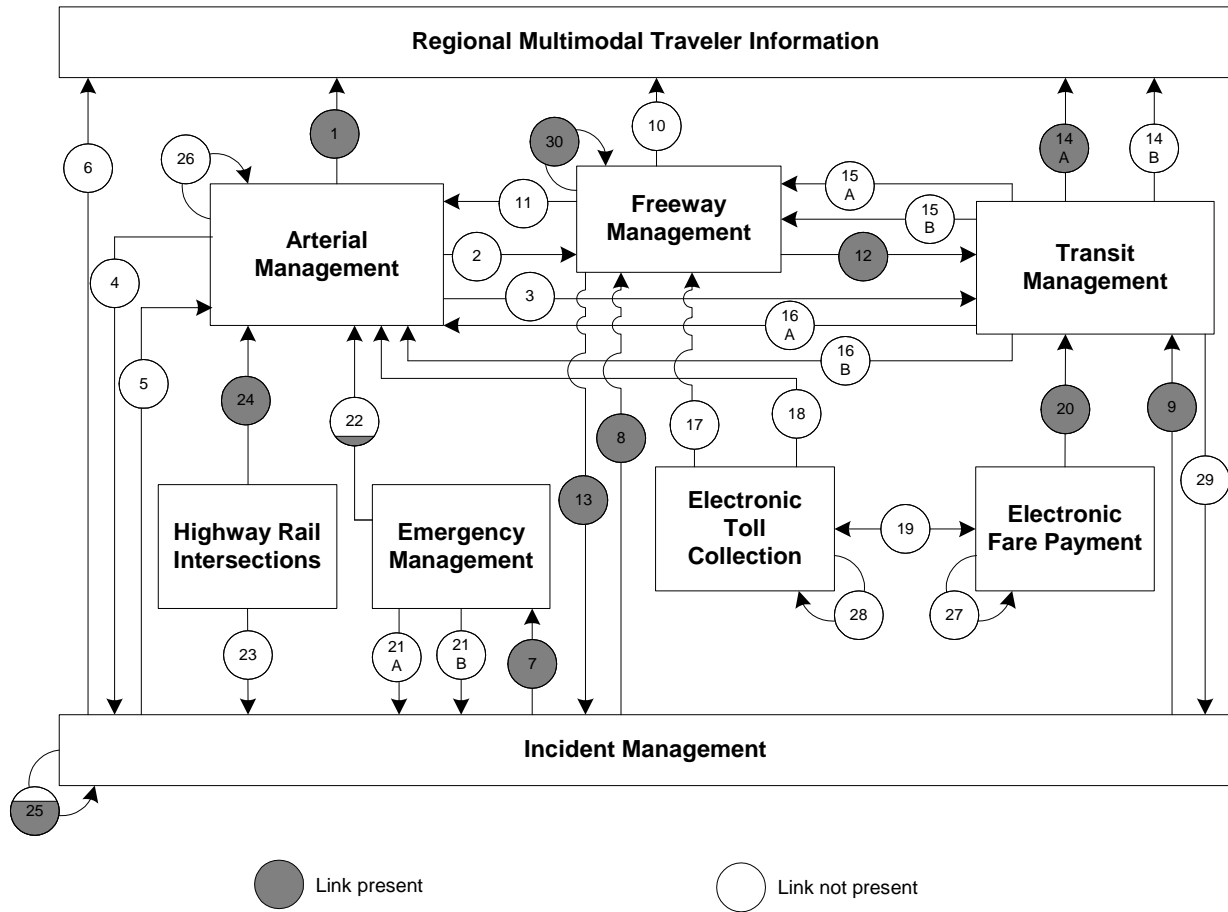 Regional Multimodal Traveler Information
1
10
30
14
A
14
B
6
26
15
A
11
Freeway
Management
15
B
Arterial
Management
2
12
Transit
Management
4
3
16
A
16
B
5
24
22
17
18
20
9
8
13
29
Highway Rail
Intersections
Emergency
Management
Electronic
Toll
Collection
19
Electronic
Fare Payment
28
27
23
21
A
21
B
7
Incident Management
25
Link present
Link not present